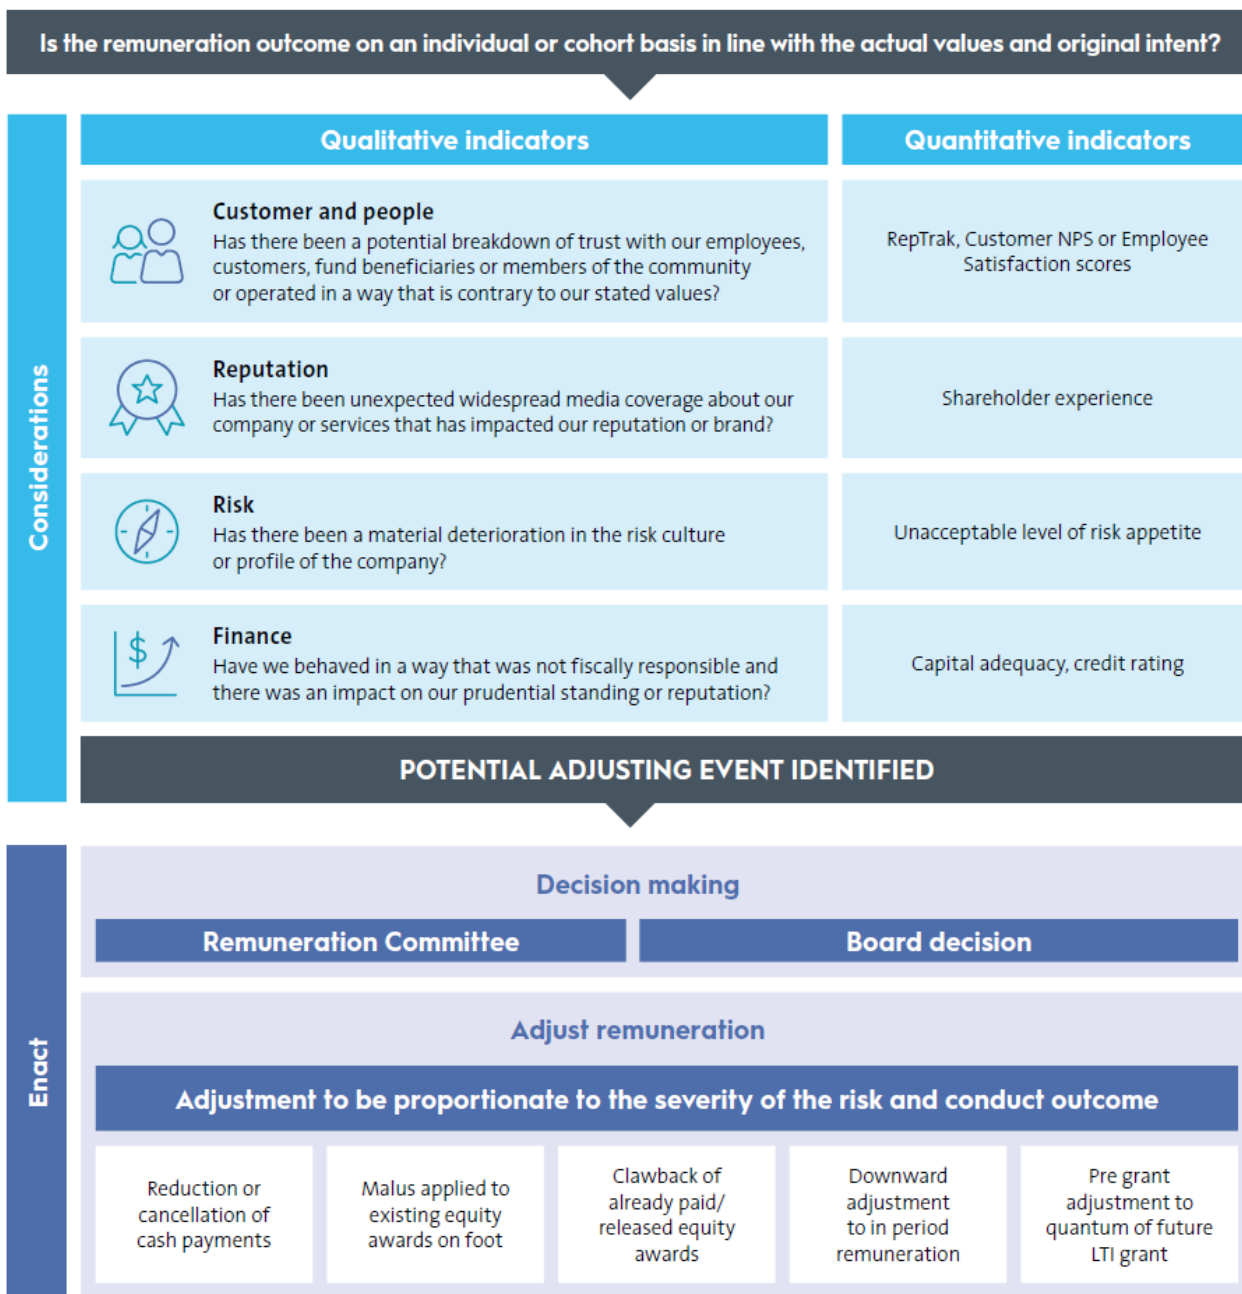 Is the remuneration outcome on an individual or cohort basis in line with the actual values and original intent?
Considerations
Qualitative indicators
Quantitative indicators
Customer and people
Has there been a potential breakdown of trust with our employees,
customers, fund beneficiaries or members of the community
or operated in a way that is contrary to our stated values?
RepTrak, Customer NPS or Employee
Satisfaction scores
Reputation
Has there been unexpected widespread media coverage about our
company or services that has impacted our reputation or brand?
Shareholder experience
Risk
Has there been a material deterioration in the risk culture
or profile of the company?
Unacceptable level of risk appetite
$
Finance
Have we behaved in a way that was not fiscally responsible and
there was an impact on our prudential standing or reputation?
Capital adequacy, credit rating
POTENTIAL ADJUSTING EVENT IDENTIFIED
Enact
Decision making
Remuneration Committee
Board decision
Adjust remuneration
Adjustment to be proportionate to the severity of the risk and conduct outcome
Reduction or
cancellation of
cash payments
Malus applied to
existing equity
awards on foot
Clawback of
already paid/
released equity
awards
Downward
adjustment
to in period
remuneration
Pre grant
adjustment to
quantum of future
LTI grant